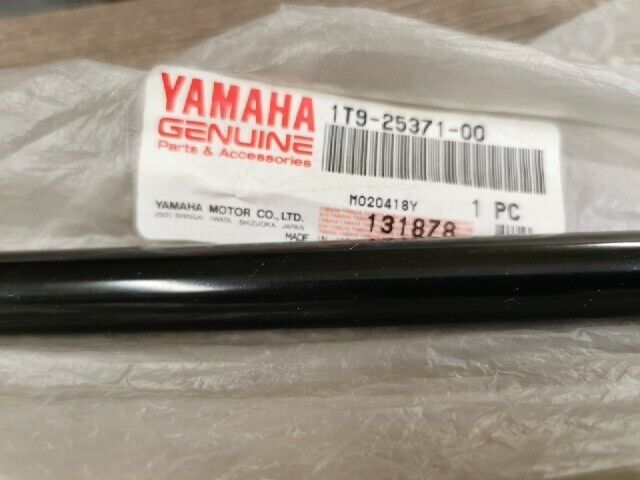 YAMAHA
GENUINE
Parts & Accessories
1T9-25371-00
M020418Y
1 PC
YAMAHA MOTOR CO., LTD.
2500 SHINGAI IWATA SHIZUOKA JAPAN
131878
MADE IN